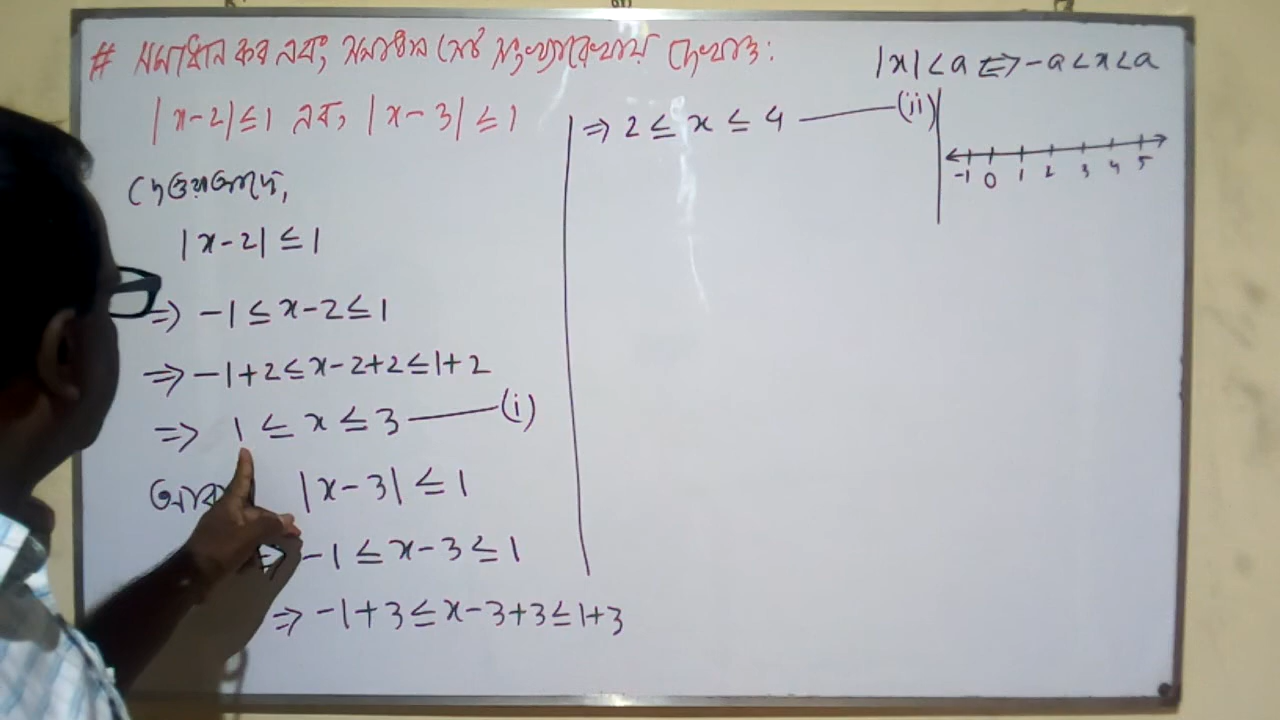 # সমাধান কর এবং সমাধান সেট সংখ্যারেখায় দেখাও:
|x-2| ≤ 1 এবং |x-3| ≤ 1
দেওয়া আছে,
|x-2| ≤ 1
⇒ -1 ≤ x-2 ≤ 1
⇒ -1+2 ≤ x-2+2 ≤ 1+2
⇒ 1 ≤ x ≤ 3 —— (i)
|x-3| ≤ 1
⇒ -1 ≤ x-3 ≤ 1
⇒ -1+3 ≤ x-3+3 ≤ 1+3
⇒ 2 ≤ x ≤ 4 —— (ii)
|x| < a ⇔ -a < x < a
-1 0 1 2 3 4 5